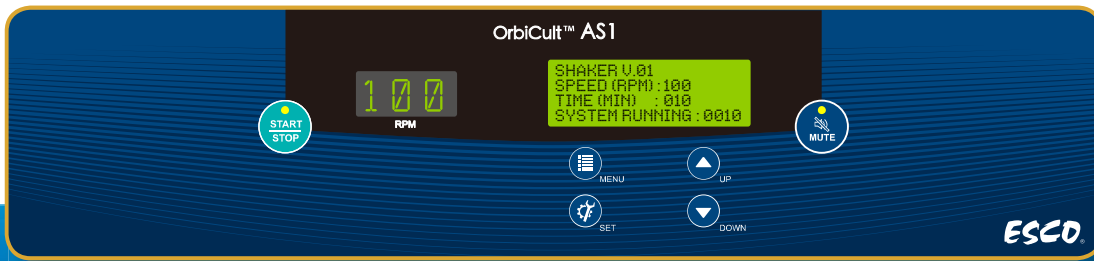 OrbiCult™ AS1
100
RPM
SHAKER V.01
SPEED (RPM) :100
TIME (MIN) : 010
SYSTEM RUNNING : 0010
START
STOP
MUTE
MENU
UP
SET
DOWN
ESCO®